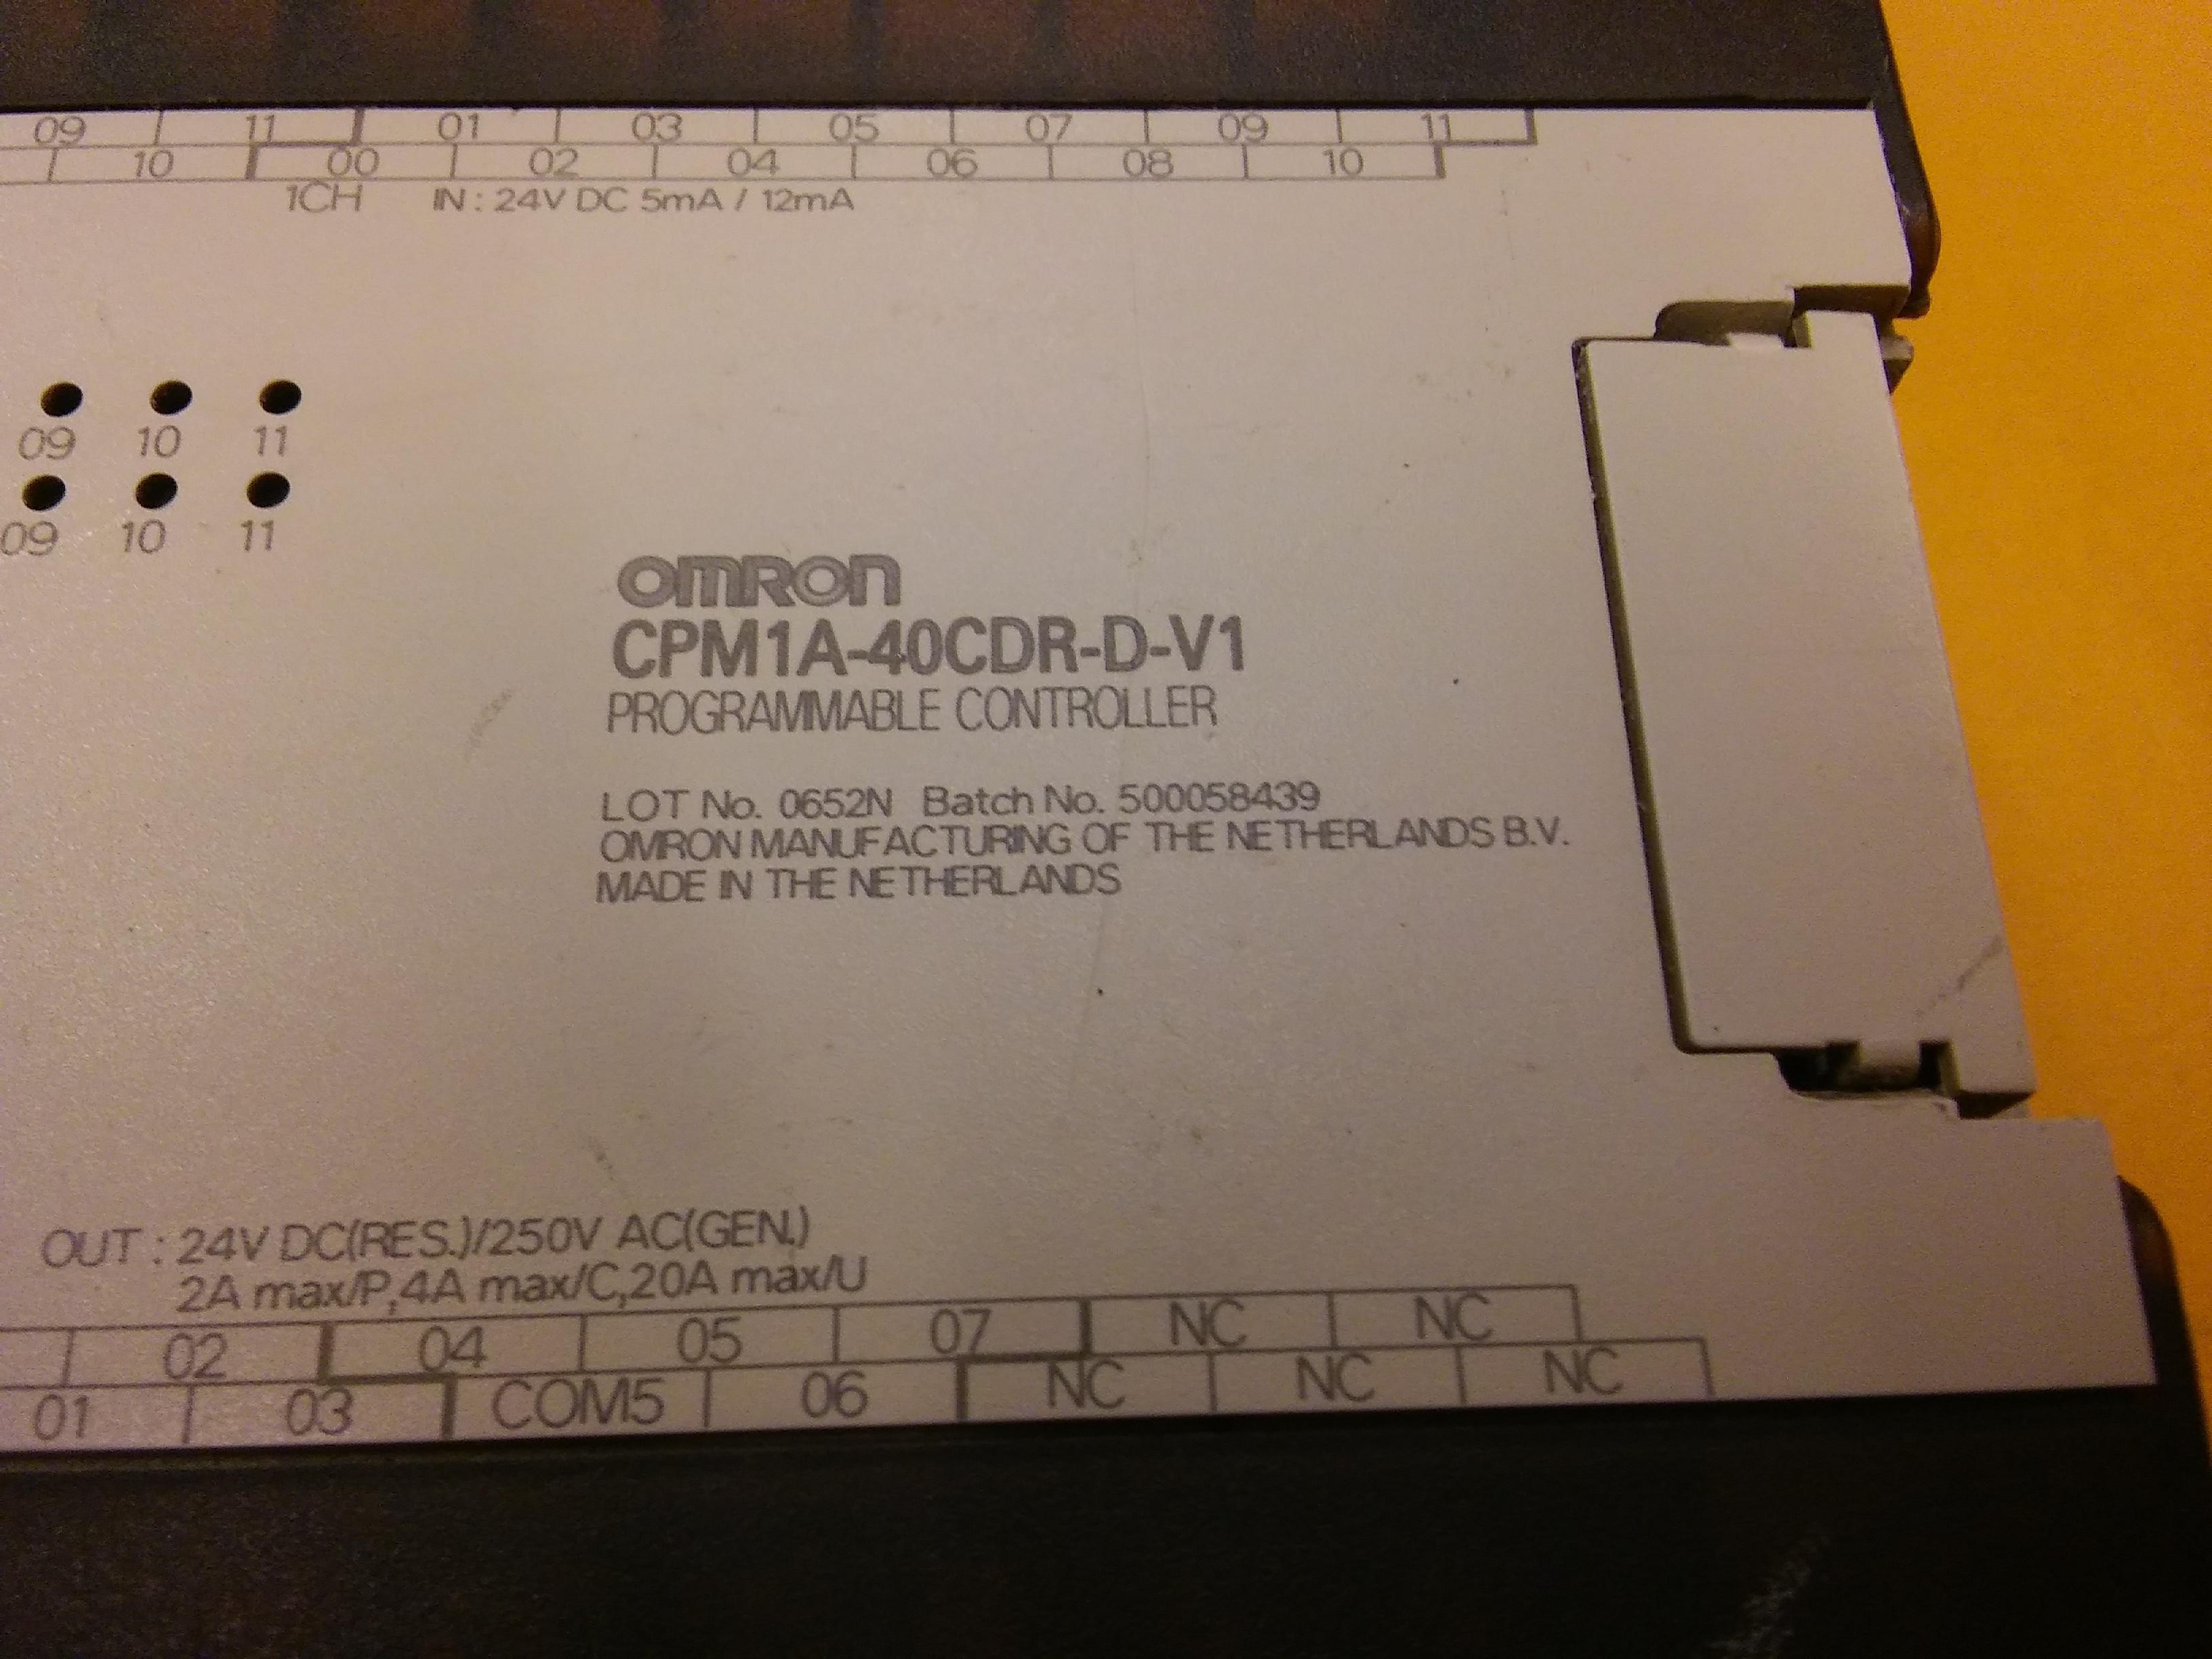 09 11 01 03 05 07 09 11
10 00 02 04 06 08 10
1CH IN : 24V DC 5mA / 12mA
09 10 11
09 10 11
OMRON
CPM1A-40CDR-D-V1
PROGRAMMABLE CONTROLLER
LOT No. 0652N Batch No. 500058439
OMRON MANUFACTURING OF THE NETHERLANDS B.V.
MADE IN THE NETHERLANDS
OUT : 24V DC(RES.)/250V AC(GEN.)
2A max/P,4A max/C,20A max/U
02 04 05 07 NC NC
01 03 COM5 06 NC NC NC